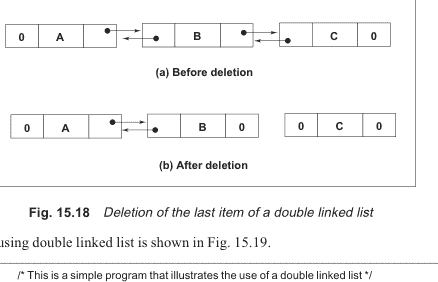 0 A B C 0
(a) Before deletion
0 A B 0 0 C 0
(b) After deletion
Fig. 15.18 Deletion of the last item of a double linked list
using double linked list is shown in Fig. 15.19.
/* This is a simple program that illustrates the use of a double linked list */